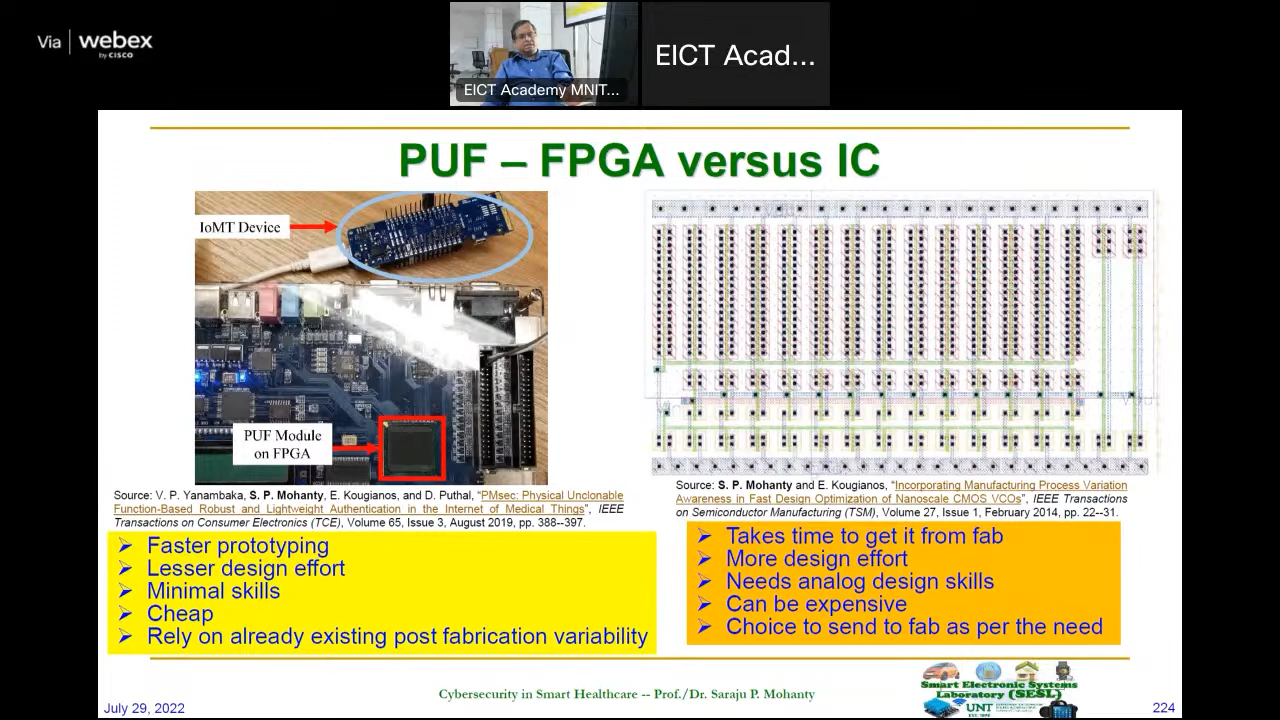 Via | webex
by CISCO
EICT Academy MNIT...
EICT Acad...
PUF – FPGA versus IC
IoMT Device
PUF Module
on FPGA
Source: V. P. Yanambaka, S. P. Mohanty, E. Kougianos, and D. Puthal, “PMsec: Physical Unclonable
Function-Based Robust and Lightweight Authentication in the Internet of Medical Things”, IEEE
Transactions on Consumer Electronics (TCE), Volume 65, Issue 3, August 2019, pp. 388--397.
Source: S. P. Mohanty and E. Kougianos, “Incorporating Manufacturing Process Variation
Awareness in Fast Design Optimization of Nanoscale CMOS VCOs”, IEEE Transactions
on Semiconductor Manufacturing (TSM), Volume 27, Issue 1, February 2014, pp. 22--31.
➢ Faster prototyping
➢ Lesser design effort
➢ Minimal skills
➢ Cheap
➢ Rely on already existing post fabrication variability
➢ Takes time to get it from fab
➢ More design effort
➢ Needs analog design skills
➢ Can be expensive
➢ Choice to send to fab as per the need
July 29, 2022
Cybersecurity in Smart Healthcare -- Prof./Dr. Saraju P. Mohanty
Smart Electronic Systems
Laboratory (SESL)
UNT
224